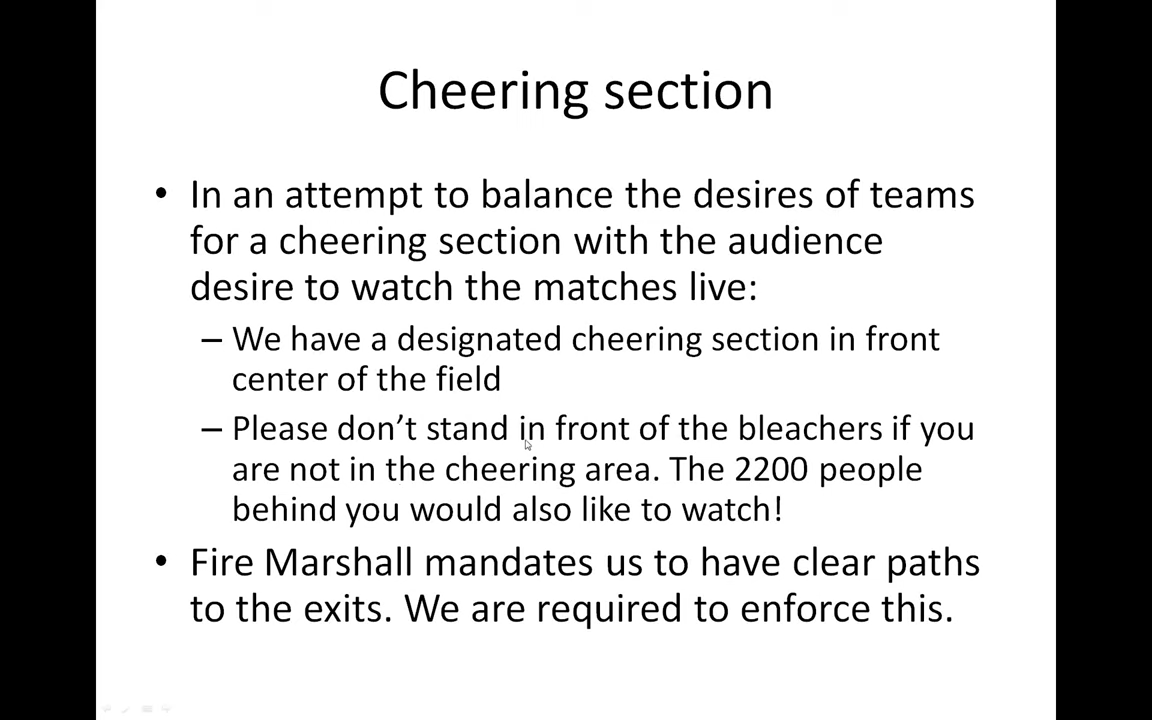 Cheering section
• In an attempt to balance the desires of teams
for a cheering section with the audience
desire to watch the matches live:
– We have a designated cheering section in front
center of the field
– Please don’t stand in front of the bleachers if you
are not in the cheering area. The 2200 people
behind you would also like to watch!
• Fire Marshall mandates us to have clear paths
to the exits. We are required to enforce this.